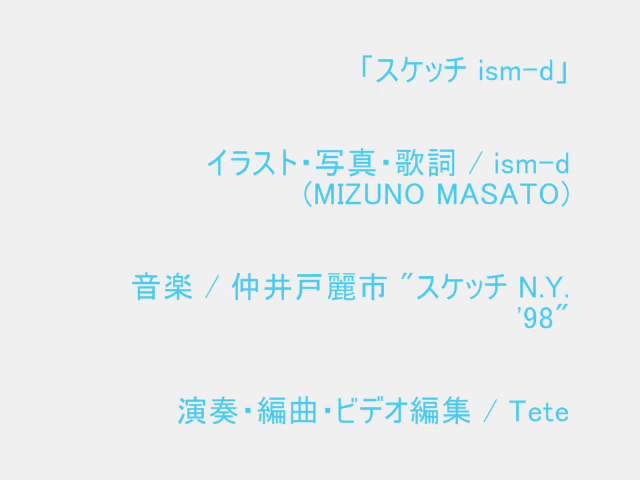 「スケッチ ism-d」
イラスト・写真・歌詞 / ism-d
(MIZUNO MASATO)
音楽 / 仲井戸麗市 "スケッチ N.Y.
'98"
演奏・編曲・ビデオ編集 / Tete